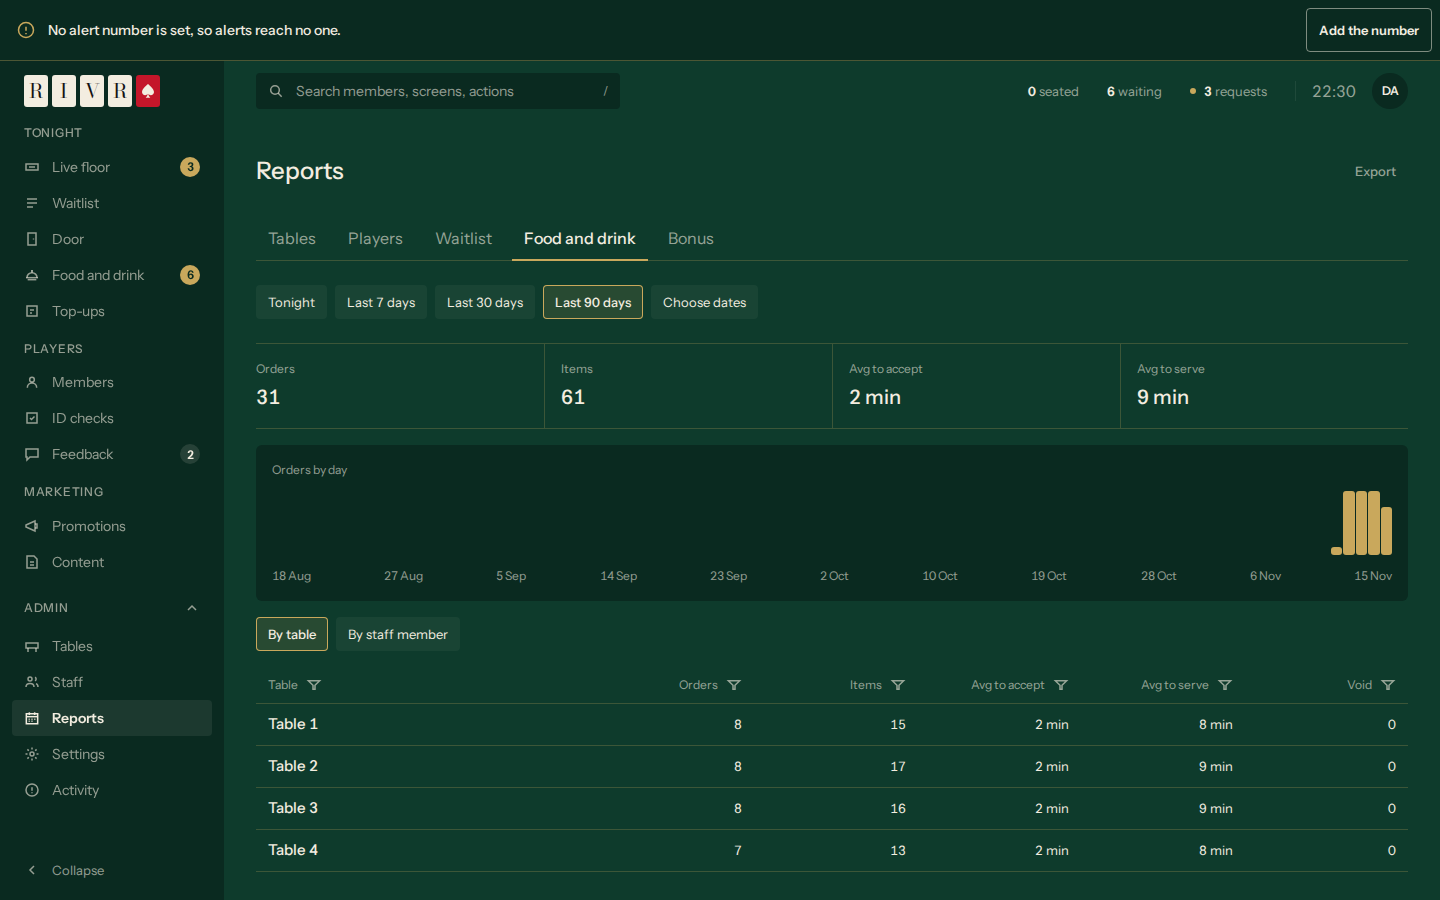 No alert number is set, so alerts reach no one.
Add the number
R I V R
Search members, screens, actions /
0 seated 6 waiting 3 requests 22:30 DA
TONIGHT
Live floor 3
Waitlist
Door
Food and drink 6
Top-ups
PLAYERS
Members
ID checks
Feedback 2
MARKETING
Promotions
Content
ADMIN
Tables
Staff
Reports
Settings
Activity
Collapse
Reports
Export
Tables Players Waitlist Food and drink Bonus
Tonight Last 7 days Last 30 days Last 90 days Choose dates
Orders Items Avg to accept Avg to serve
31 61 2 min 9 min
Orders by day
18 Aug 27 Aug 5 Sep 14 Sep 23 Sep 2 Oct 10 Oct 19 Oct 28 Oct 6 Nov 15 Nov
By table By staff member
Table Orders Items Avg to accept Avg to serve Void
Table 1 8 15 2 min 8 min 0
Table 2 8 17 2 min 9 min 0
Table 3 8 16 2 min 9 min 0
Table 4 7 13 2 min 8 min 0